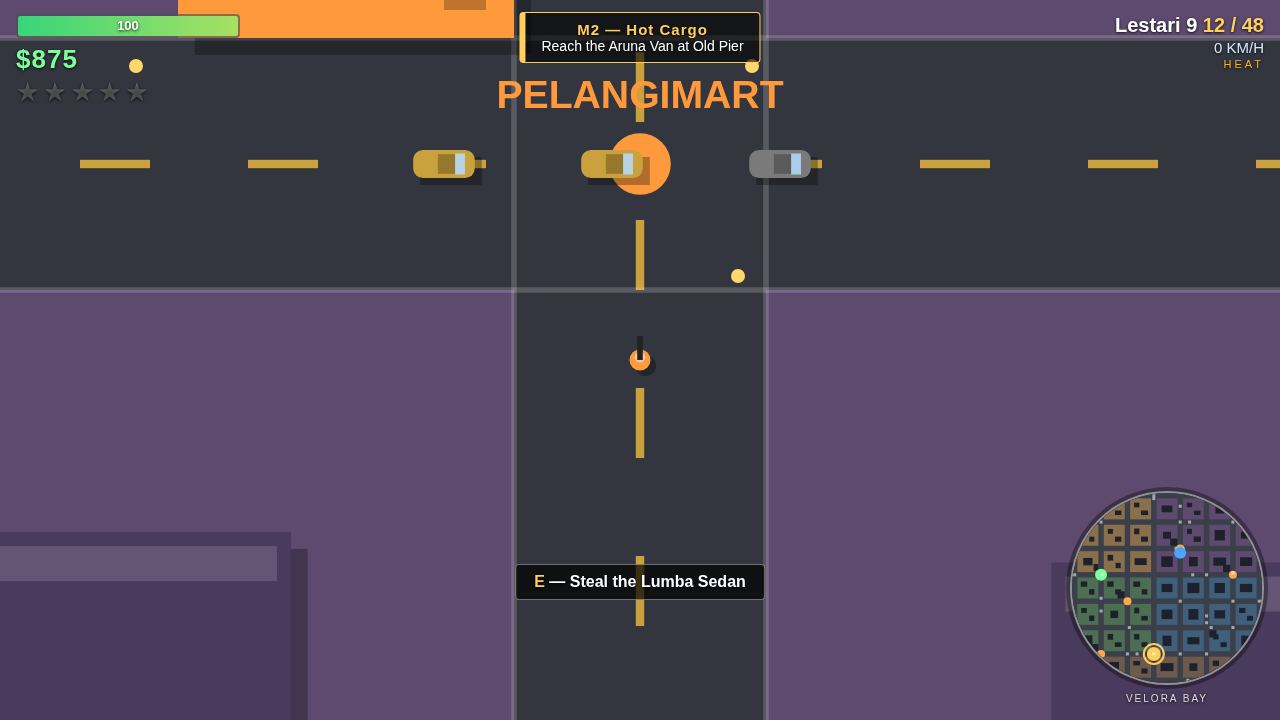 100
$875
M2 — Hot Cargo
Reach the Aruna Van at Old Pier
Lestari 9 12 / 48
0 KM/H
HEAT
PELANGIMART
E — Steal the Lumba Sedan
VELORA BAY